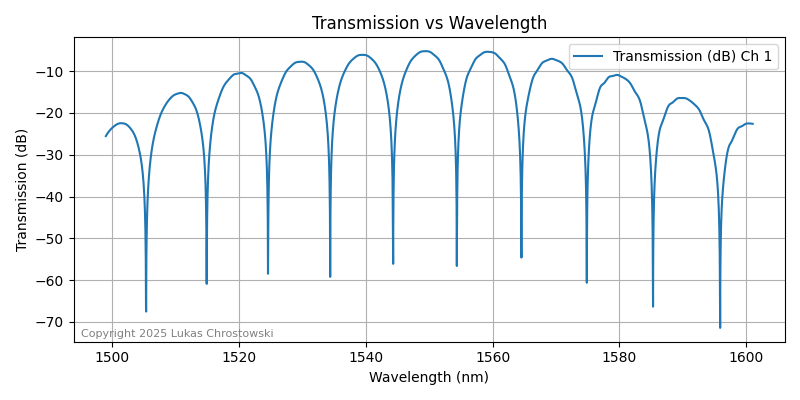 Transmission vs Wavelength
Transmission (dB) Ch 1
Transmission (dB)
−10
−20
−30
−40
−50
−60
−70
Copyright 2025 Lukas Chrostowski
1500 1520 1540 1560 1580 1600
Wavelength (nm)